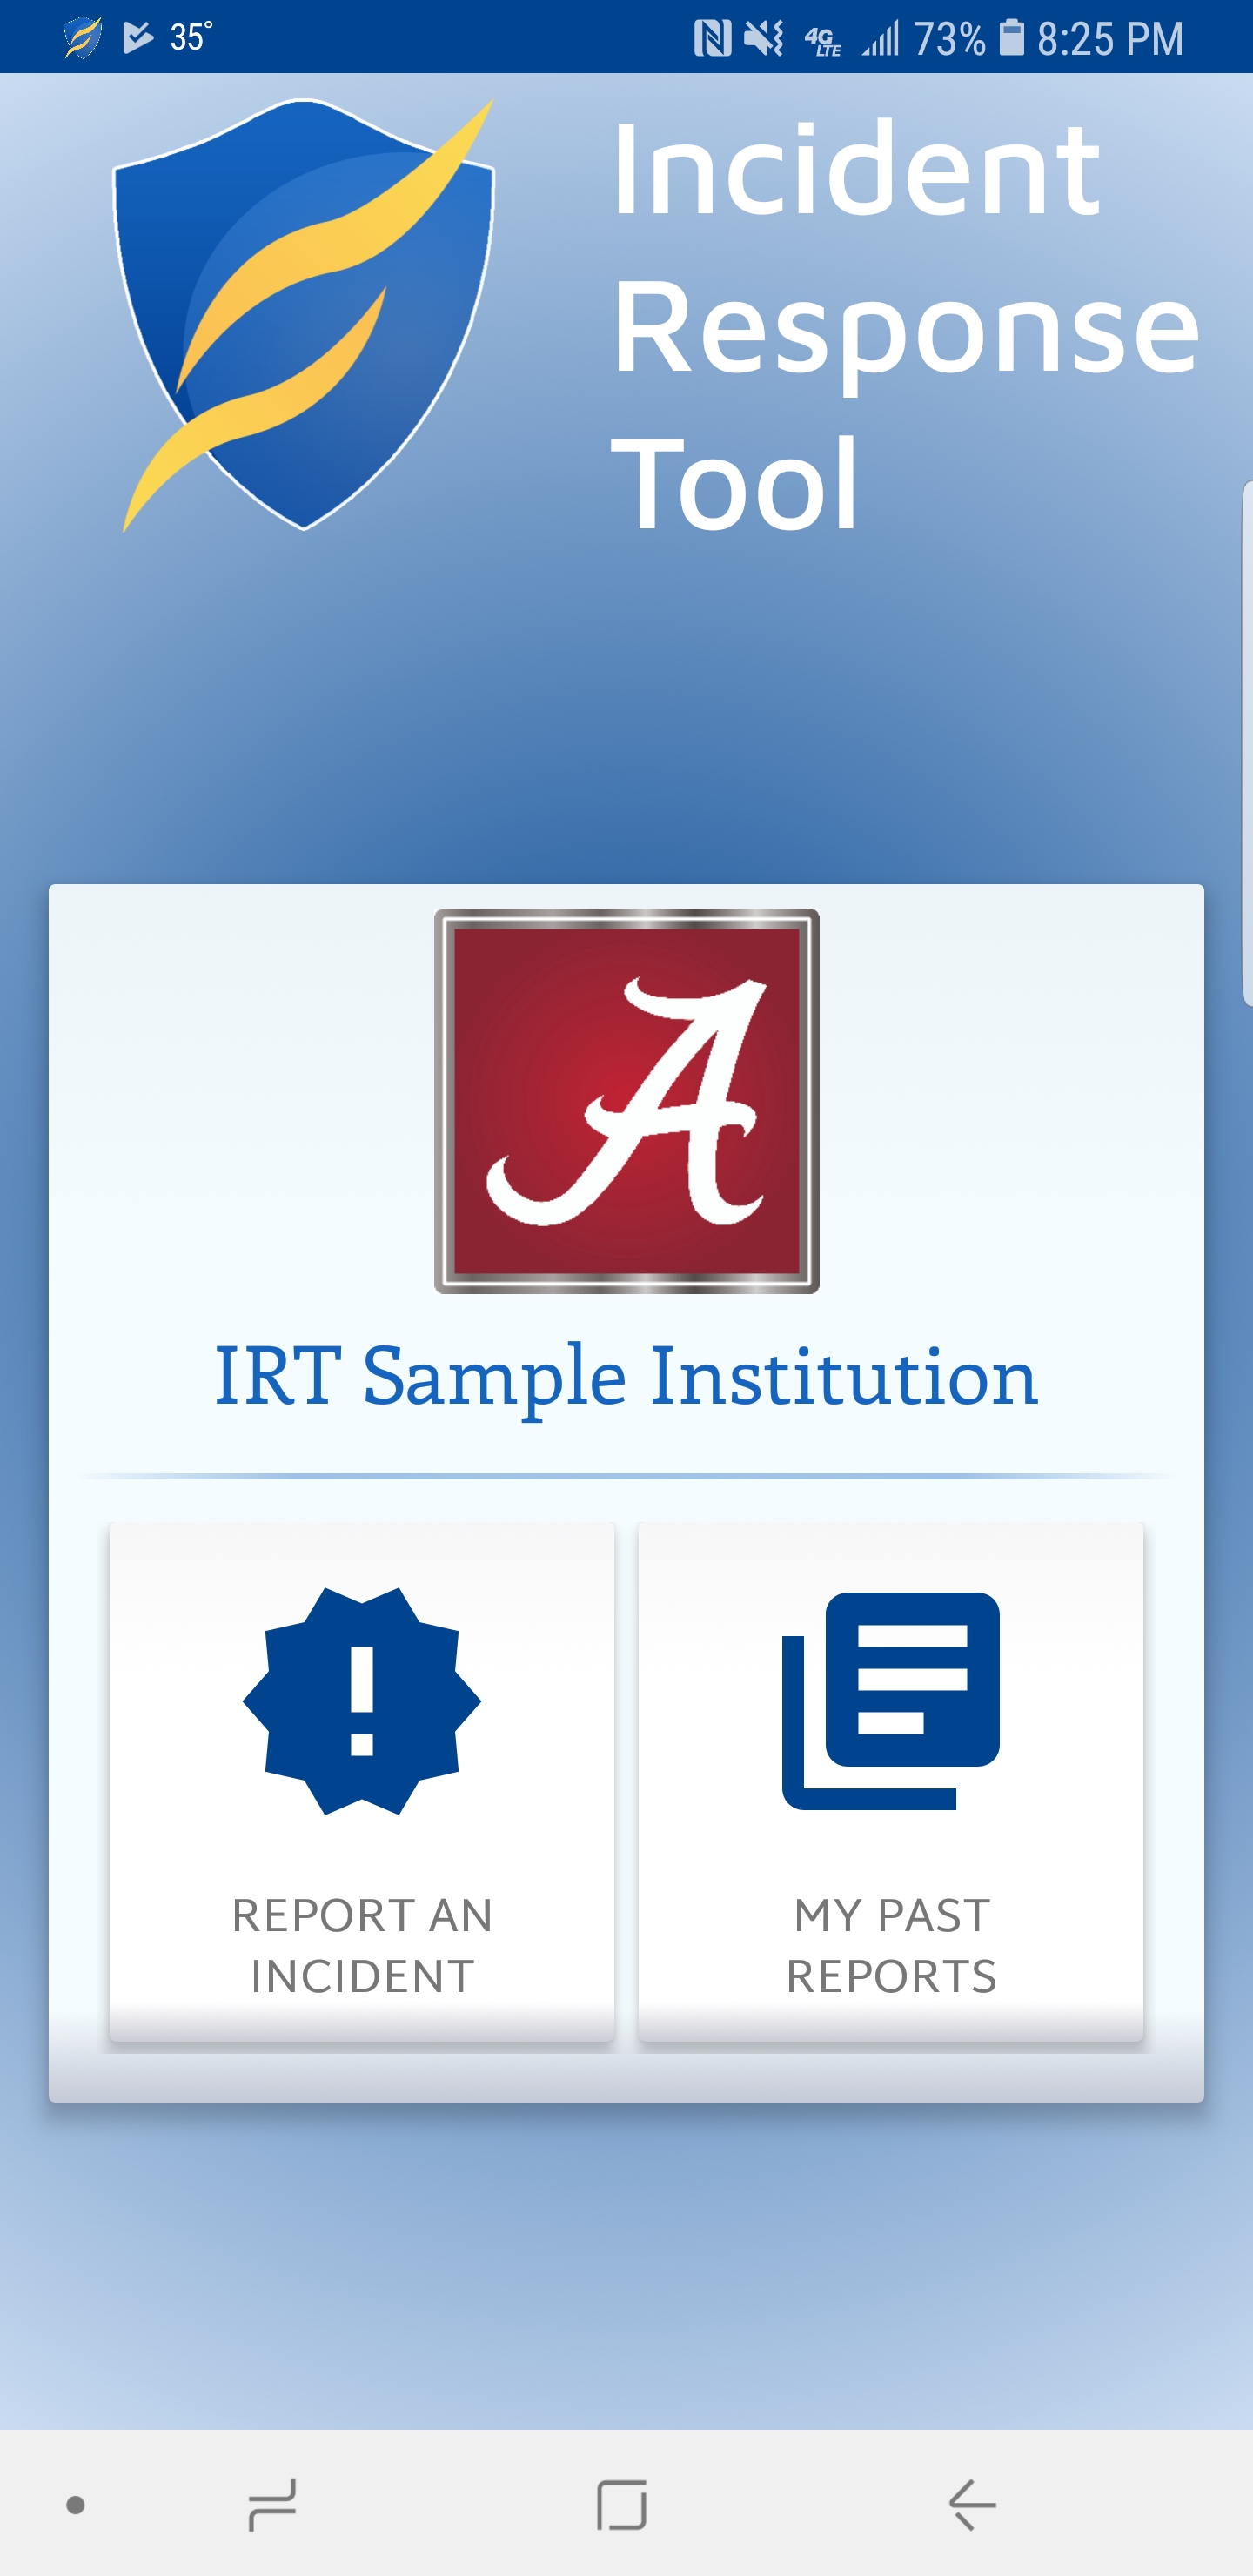 35°
4G LTE 73% 8:25 PM
Incident
Response
Tool
A
IRT Sample Institution
REPORT AN
INCIDENT
MY PAST
REPORTS